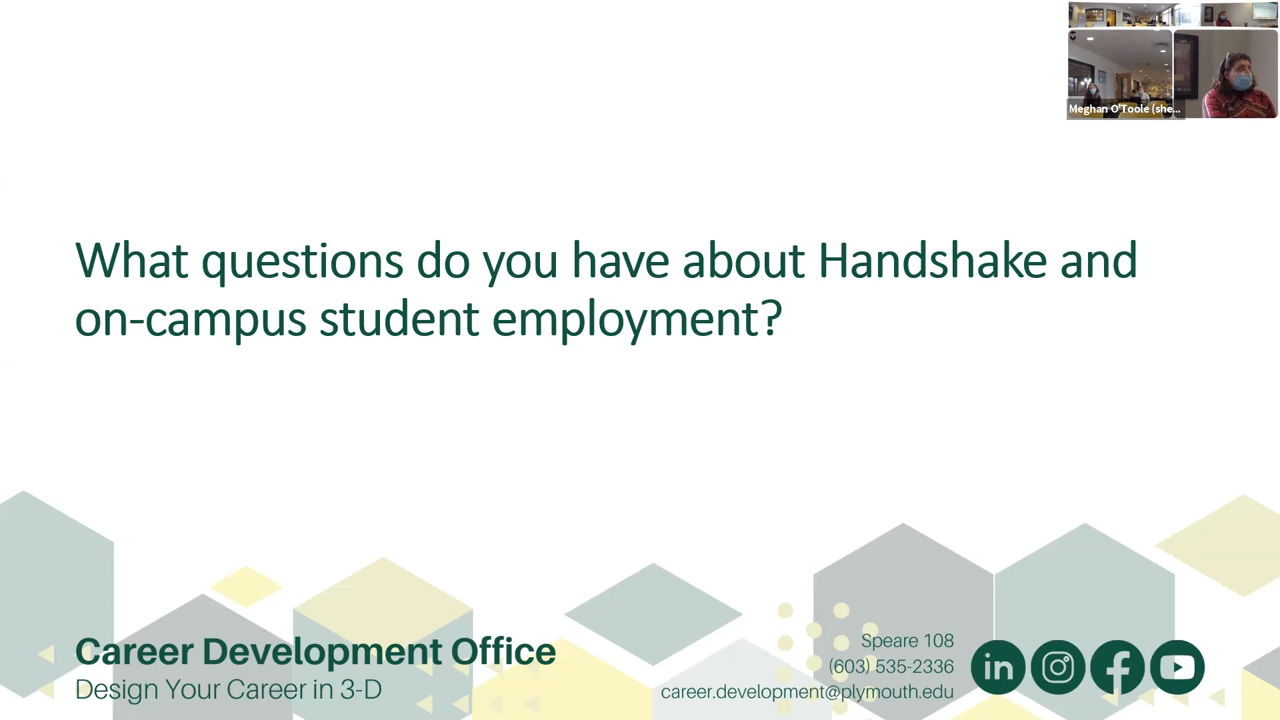 Meghan O'Toole (she...
What questions do you have about Handshake and
on-campus student employment?
Career Development Office
Design Your Career in 3-D
Speare 108
(603) 535-2336
career.development@plymouth.edu
in